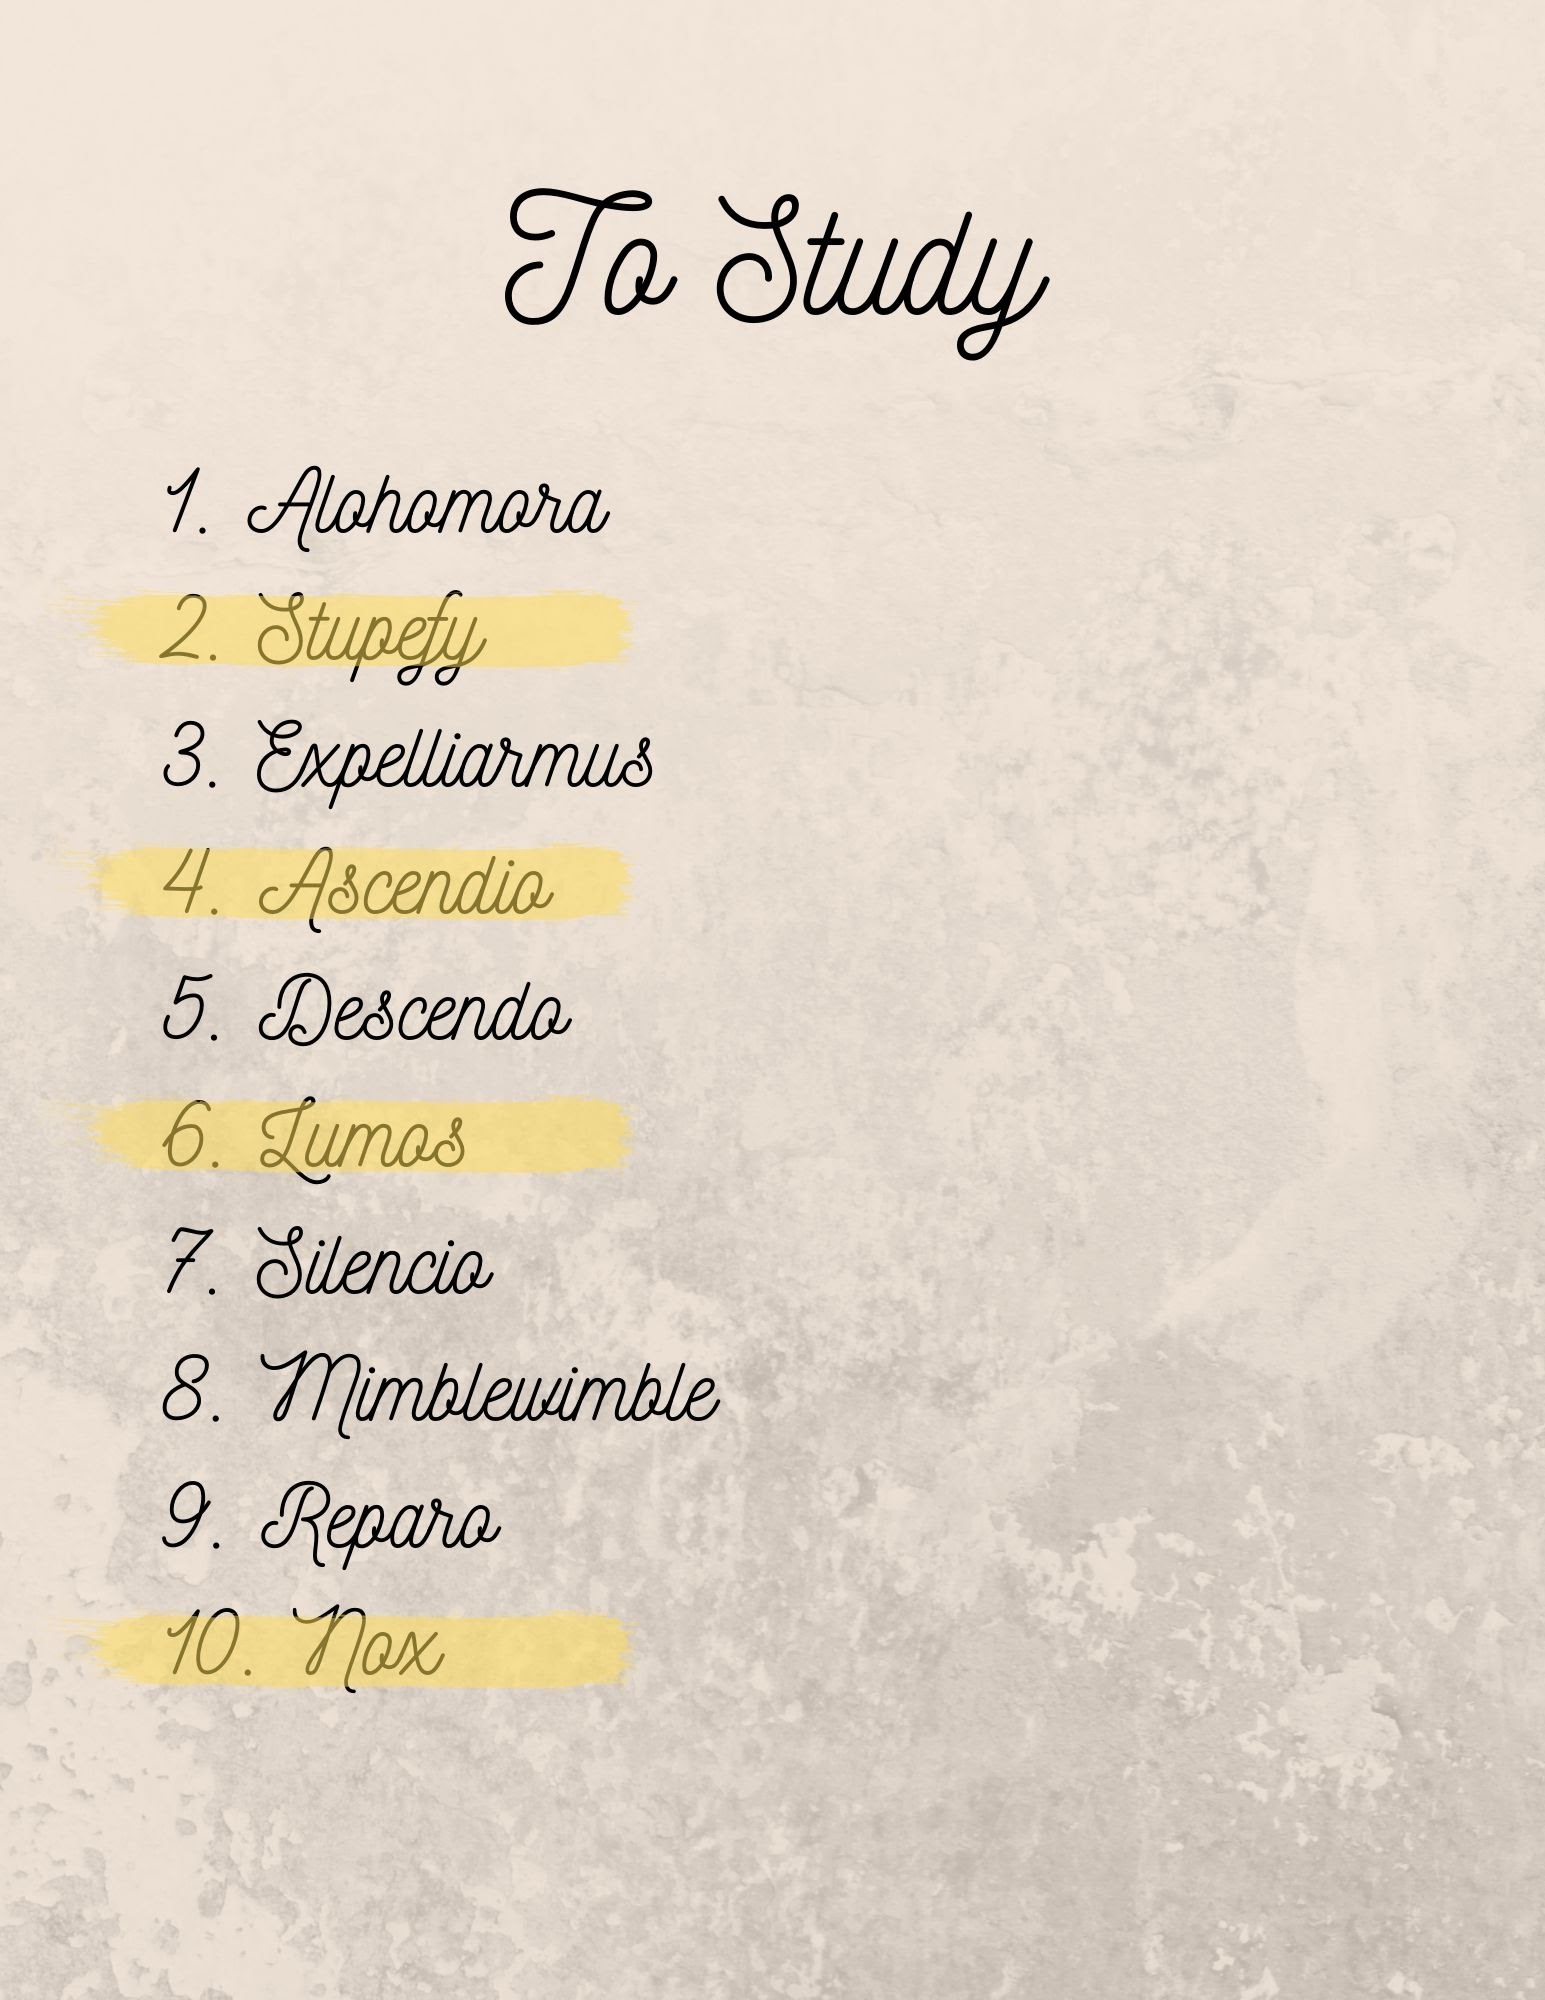 To Study
1. Alohomora
2. Stupefy
3. Expelliarmus
4. Ascendio
5. Descendo
6. Lumos
7. Silencio
8. Mimblewimble
9. Reparo
10. Nox